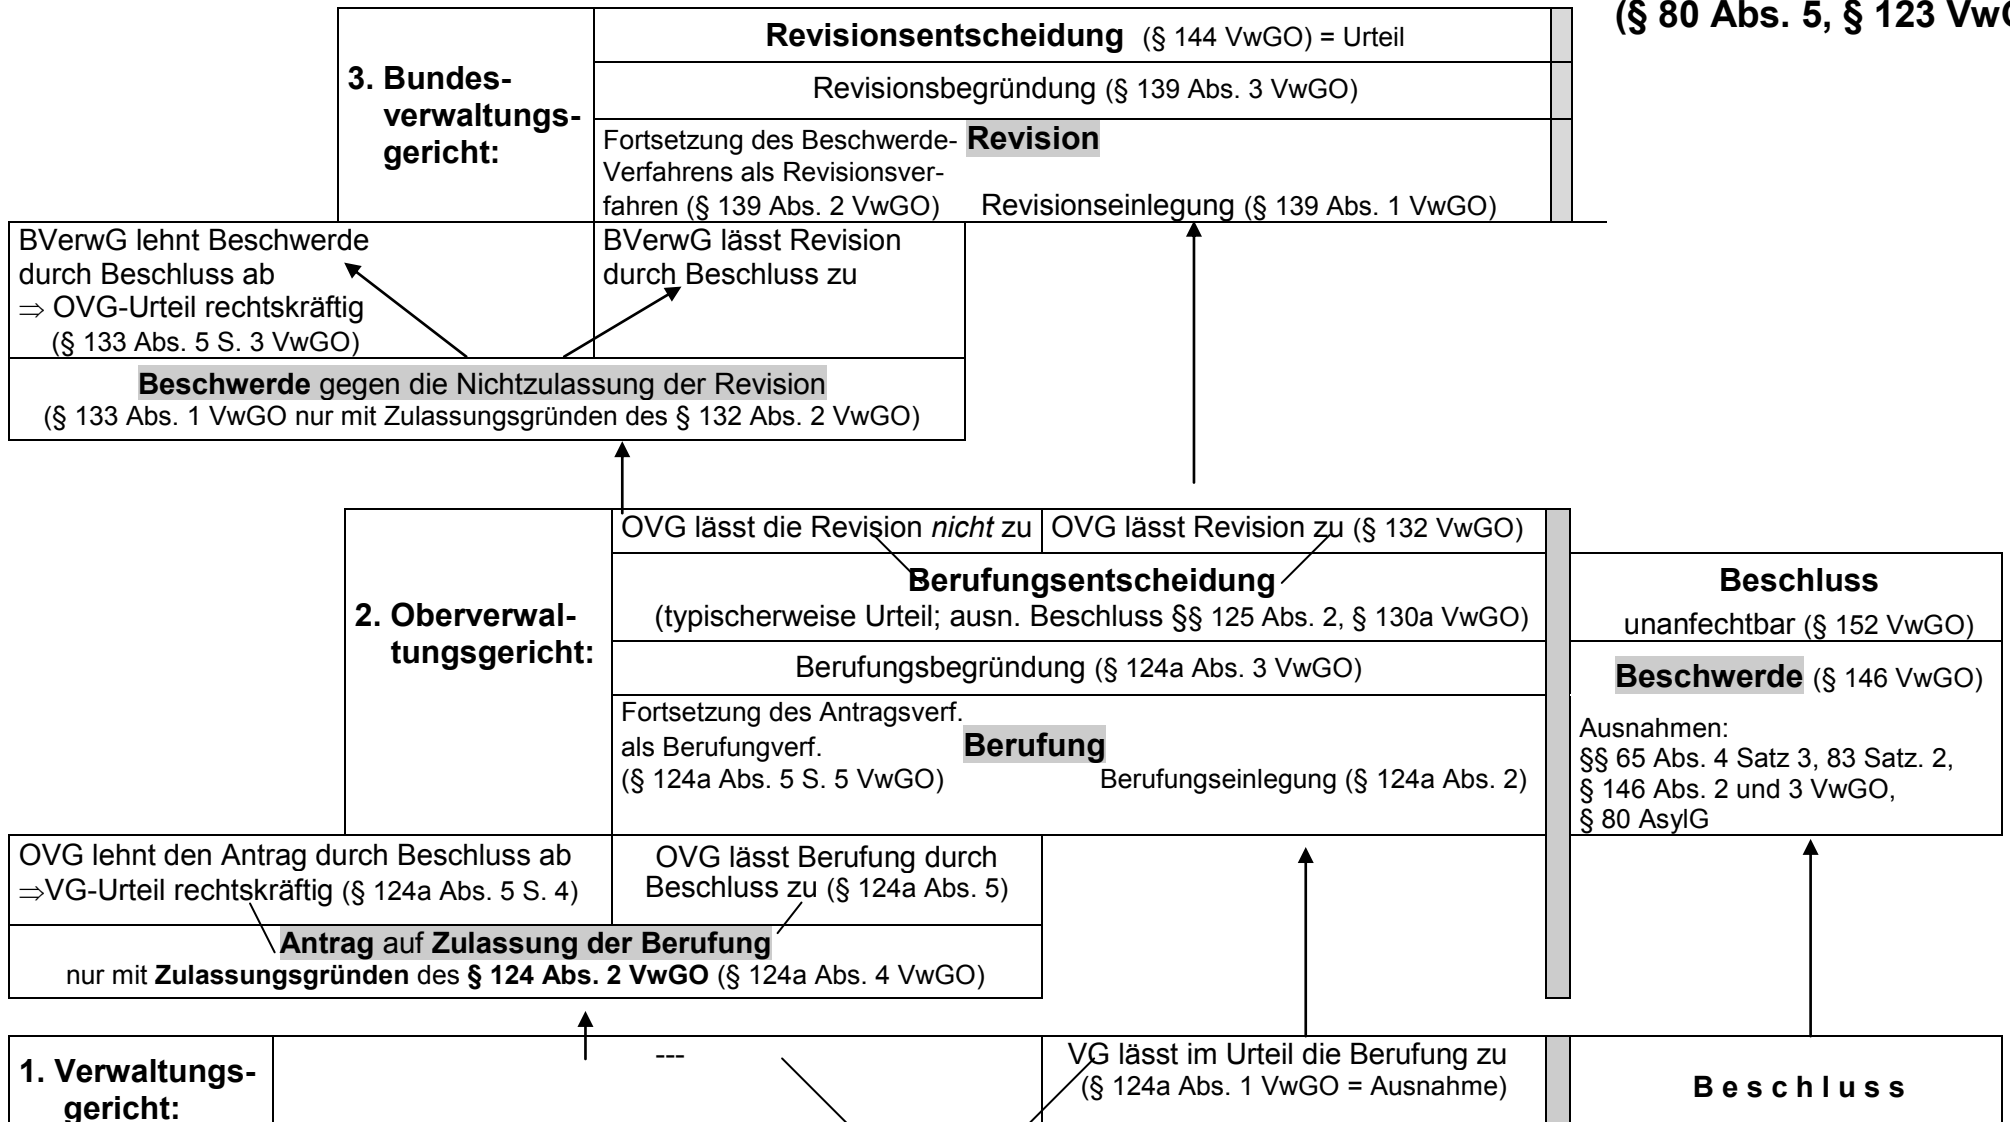 (§ 80 Abs. 5, § 123 Vw
3. Bundes-
verwaltungs-
gericht:
Revisionsentscheidung (§ 144 VwGO) = Urteil
Revisionsbegründung (§ 139 Abs. 3 VwGO)
Fortsetzung des Beschwerde-
Verfahrens als Revisionsver-
fahren (§ 139 Abs. 2 VwGO)
Revision
Revisionseinlegung (§ 139 Abs. 1 VwGO)
BVerwG lehnt Beschwerde
durch Beschluss ab
⇒ OVG-Urteil rechtskräftig
(§ 133 Abs. 5 S. 3 VwGO)
BVerwG lässt Revision
durch Beschluss zu
Beschwerde gegen die Nichtzulassung der Revision
(§ 133 Abs. 1 VwGO nur mit Zulassungsgründen des § 132 Abs. 2 VwGO)
2. Oberverwal-
tungsgericht:
OVG lässt die Revision nicht zu
OVG lässt Revision zu (§ 132 VwGO)
Berufungsentscheidung
(typischerweise Urteil; ausn. Beschluss §§ 125 Abs. 2, § 130a VwGO)
Berufungsbegründung (§ 124a Abs. 3 VwGO)
Fortsetzung des Antragsverf.
als Berufungverf.
(§ 124a Abs. 5 S. 5 VwGO)
Berufung
Berufungseinlegung (§ 124a Abs. 2)
Beschluss
unanfechtbar (§ 152 VwGO)
Beschwerde (§ 146 VwGO)
Ausnahmen:
§§ 65 Abs. 4 Satz 3, 83 Satz. 2,
§ 146 Abs. 2 und 3 VwGO,
§ 80 AsylG
OVG lehnt den Antrag durch Beschluss ab
⇒VG-Urteil rechtskräftig (§ 124a Abs. 5 S. 4)
OVG lässt Berufung durch
Beschluss zu (§ 124a Abs. 5)
Antrag auf Zulassung der Berufung
nur mit Zulassungsgründen des § 124 Abs. 2 VwGO (§ 124a Abs. 4 VwGO)
1. Verwaltungs-
gericht:
---
VG lässt im Urteil die Berufung zu
(§ 124a Abs. 1 VwGO = Ausnahme)
B e s c h l u s s